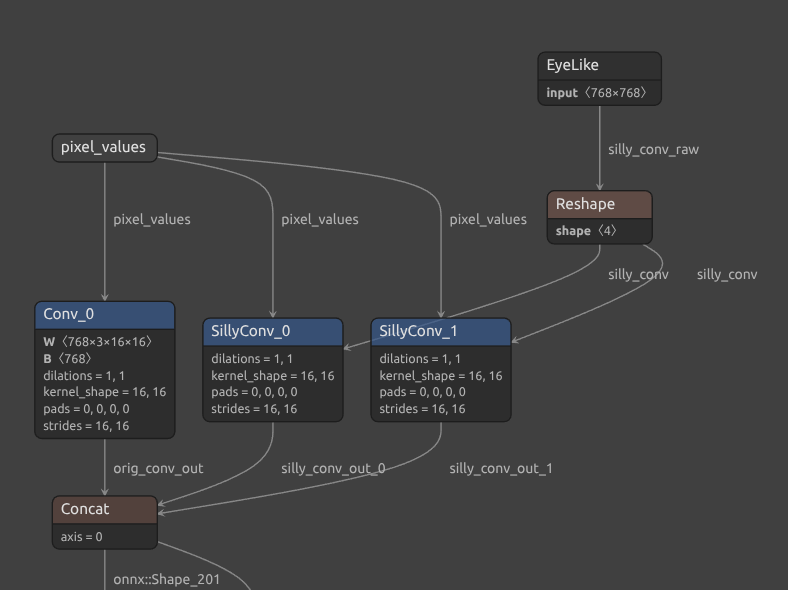 EyeLike
input 〈768×768〉
silly_conv_raw
pixel_values
Reshape
shape 〈4〉
pixel_values
pixel_values
pixel_values
silly_conv
silly_conv
Conv_0
W 〈768×3×16×16〉
B 〈768〉
dilations = 1, 1
kernel_shape = 16, 16
pads = 0, 0, 0, 0
strides = 16, 16
SillyConv_0
dilations = 1, 1
kernel_shape = 16, 16
pads = 0, 0, 0, 0
strides = 16, 16
SillyConv_1
dilations = 1, 1
kernel_shape = 16, 16
pads = 0, 0, 0, 0
strides = 16, 16
orig_conv_out
silly_conv_out_0
silly_conv_out_1
Concat
axis = 0
onnx::Shape_201